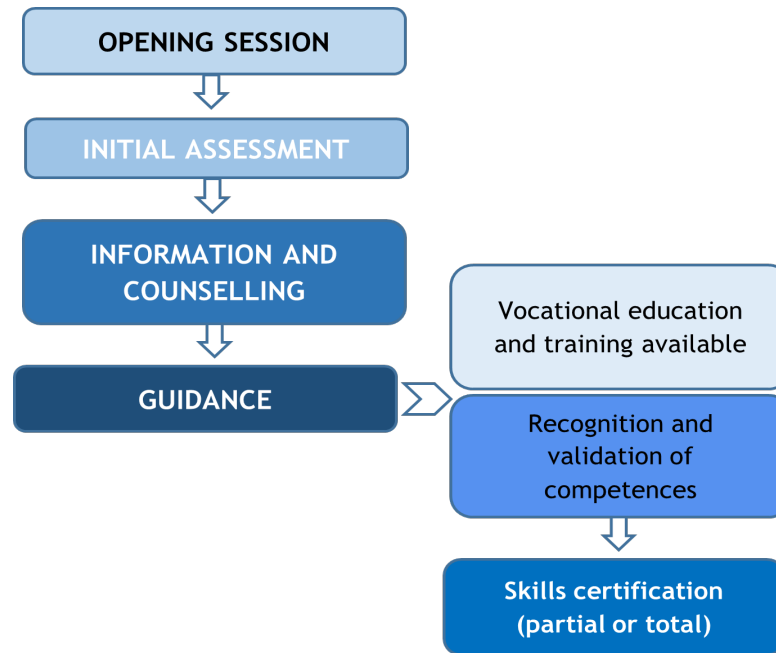 OPENING SESSION
INITIAL ASSESSMENT
INFORMATION AND
COUNSELLING
GUIDANCE
Vocational education
and training available
Recognition and
validation of
competences
Skills certification
(partial or total)